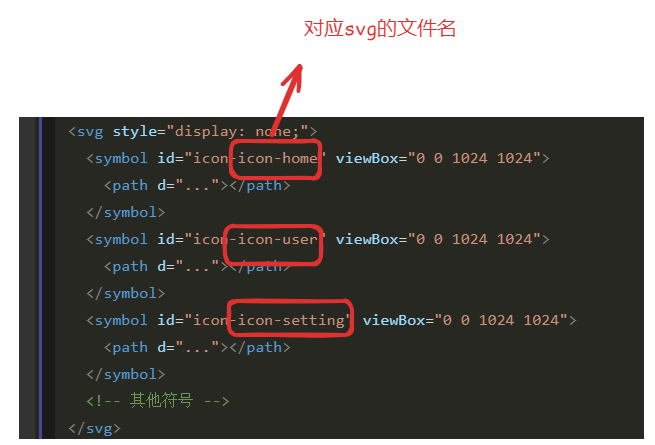 对应svg的文件名
<svg style="display: none;">
<symbol id="icon-icon-home" viewBox="0 0 1024 1024">
<path d="..."></path>
</symbol>
<symbol id="icon-icon-user" viewBox="0 0 1024 1024">
<path d="..."></path>
</symbol>
<symbol id="icon-icon-setting" viewBox="0 0 1024 1024">
<path d="..."></path>
</symbol>
<!-- 其他符号 -->
</svg>